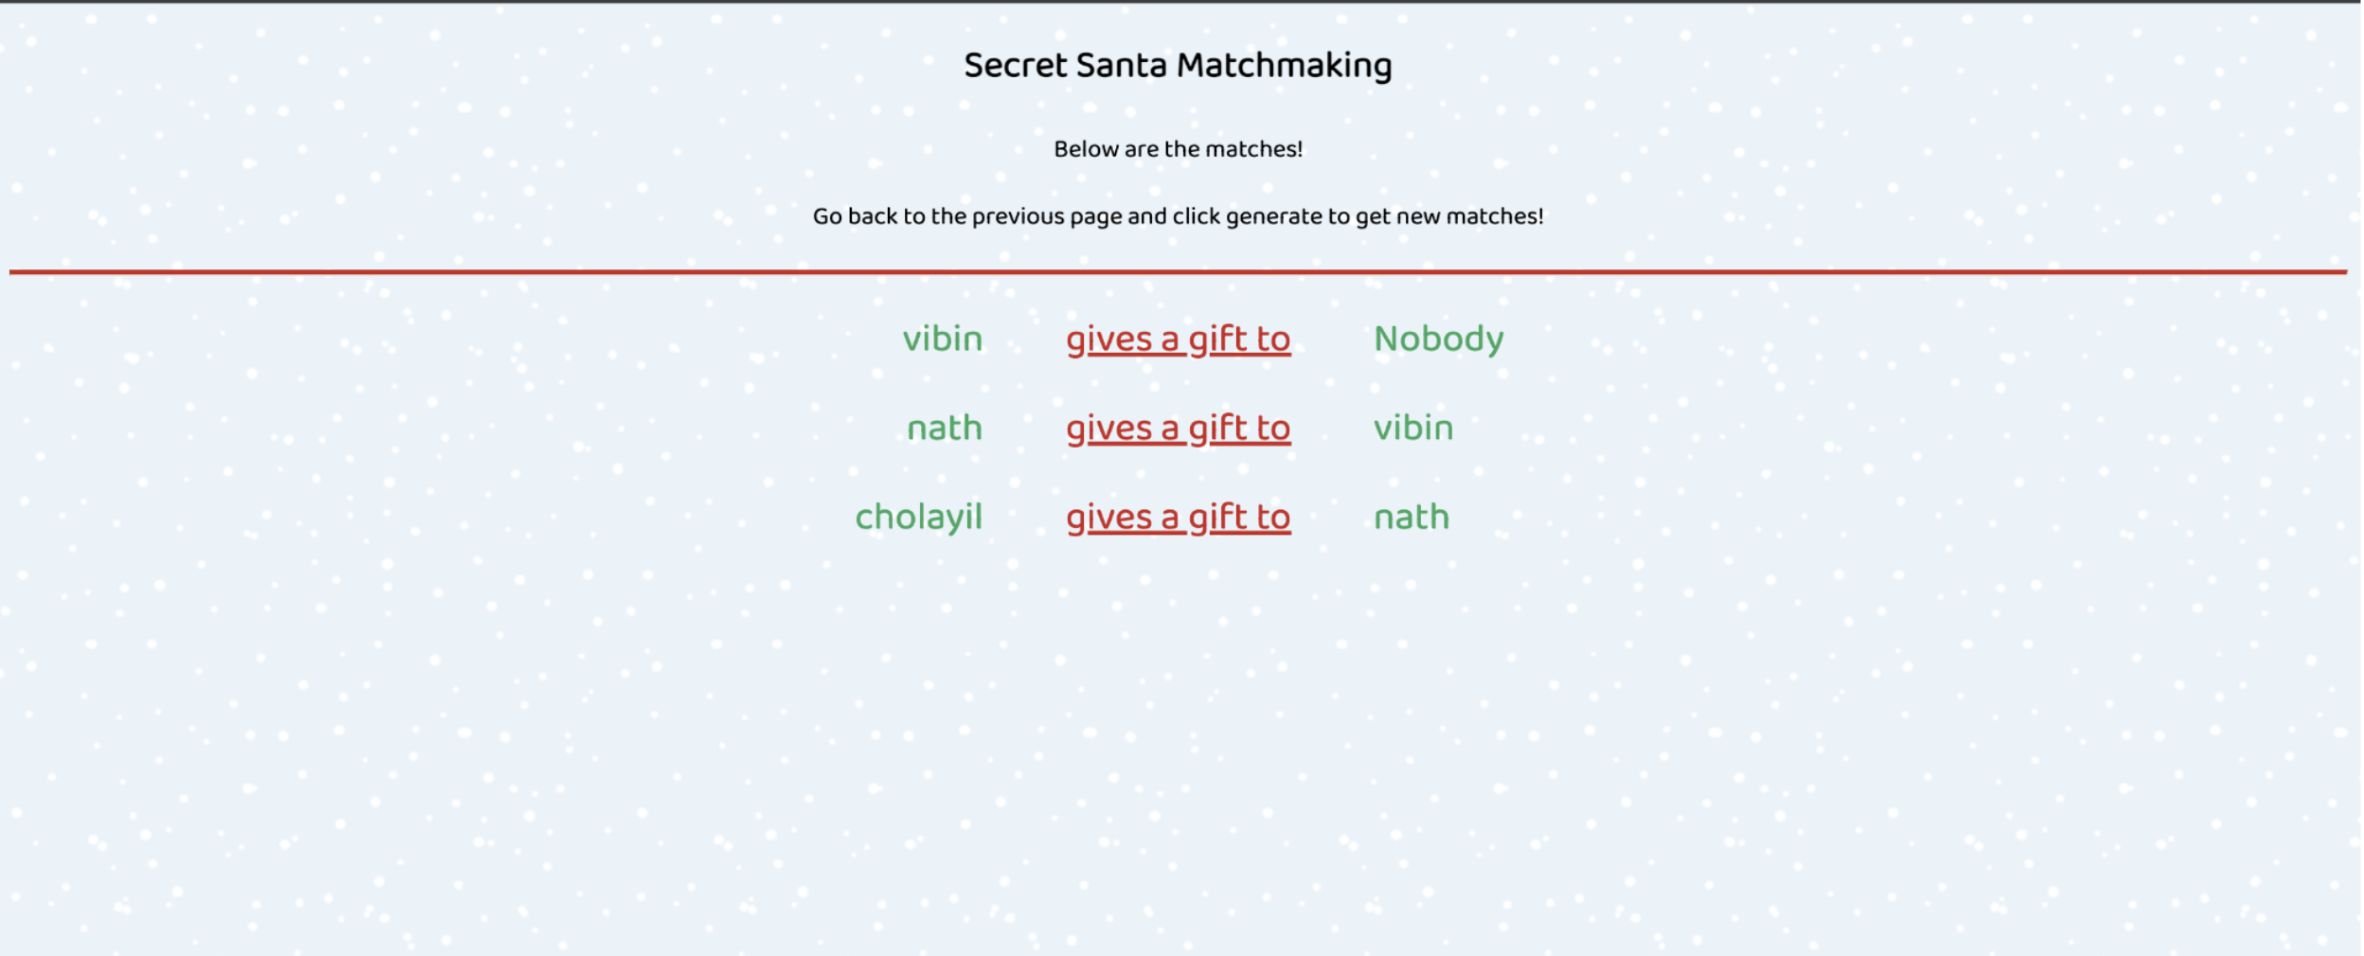 Secret Santa Matchmaking
Below are the matches!
Go back to the previous page and click generate to get new matches!
vibin gives a gift to Nobody
nath gives a gift to vibin
cholayil gives a gift to nath